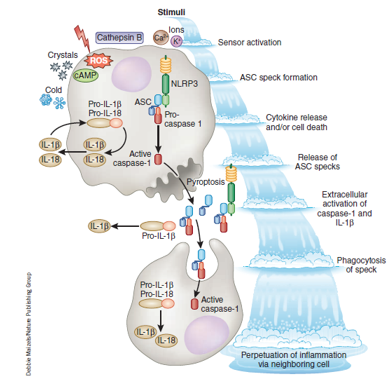 Stimuli
Cathepsin B
Ions
Ca²⁺
K⁺
Sensor activation
Crystals
ROS
cAMP
NLRP3
ASC speck formation
Cold
Pro-IL-1β
Pro-IL-18
ASC
Pro-
caspase 1
Cytokine release
and/or cell death
IL-1β
IL-18
IL-1β
IL-18
Active
caspase-1
Release of
ASC specks
Pyroptosis
Extracellular
activation of
caspase-1 and
IL-1β
IL-1β
Pro-IL-1β
Phagocytosis
of speck
Pro-IL-1β
Pro-IL-18
Active
caspase-1
IL-1β
IL-18
Perpetuation of inflammation
via neighboring cell
Debbie Maizels/Nature Publishing Group